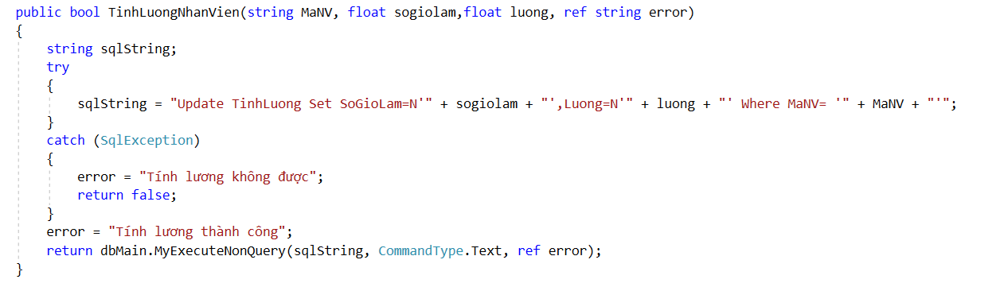 public bool TinhLuongNhanVien(string MaNV, float sogiolam,float luong, ref string error)
{
string sqlString;
try
{
sqlString = "Update TinhLuong Set SoGioLam=N'" + sogiolam + "',Luong=N'" + luong + "' Where MaNV= '" + MaNV + "'";
}
catch (SqlException)
{
error = "Tính lương không được";
return false;
}
error = "Tính lương thành công";
return dbMain.MyExecuteNonQuery(sqlString, CommandType.Text, ref error);
}